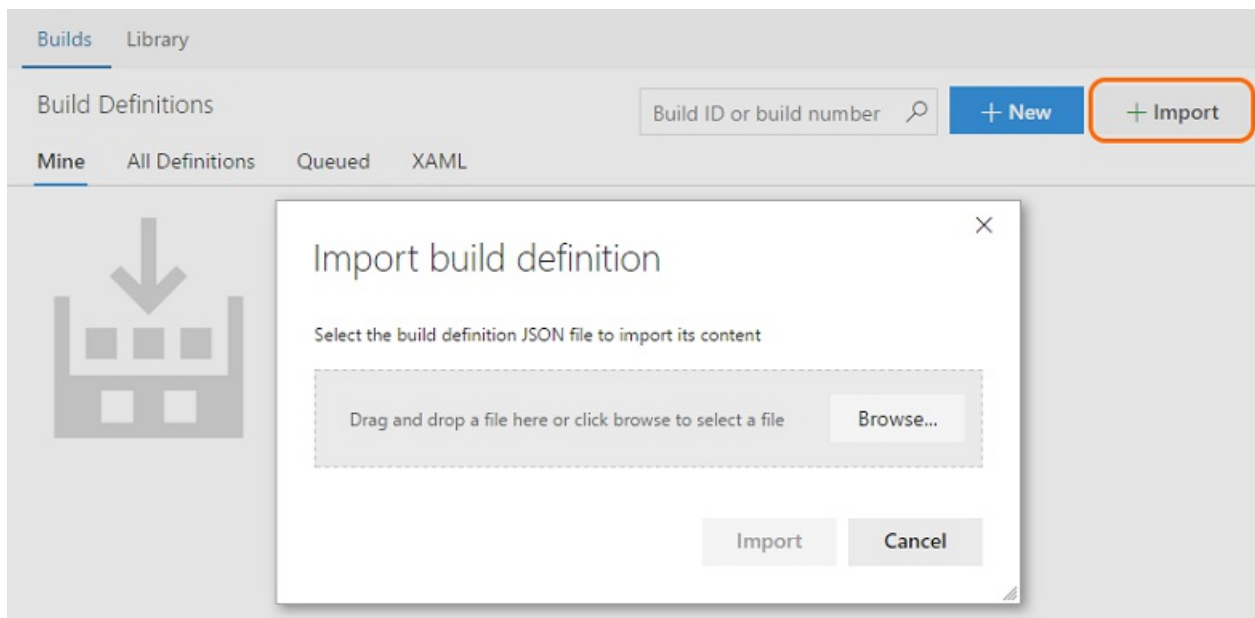 Builds Library
Build Definitions
Build ID or build number + New + Import
Mine All Definitions Queued XAML
Import build definition
Select the build definition JSON file to import its content
Drag and drop a file here or click browse to select a file Browse...
Import Cancel